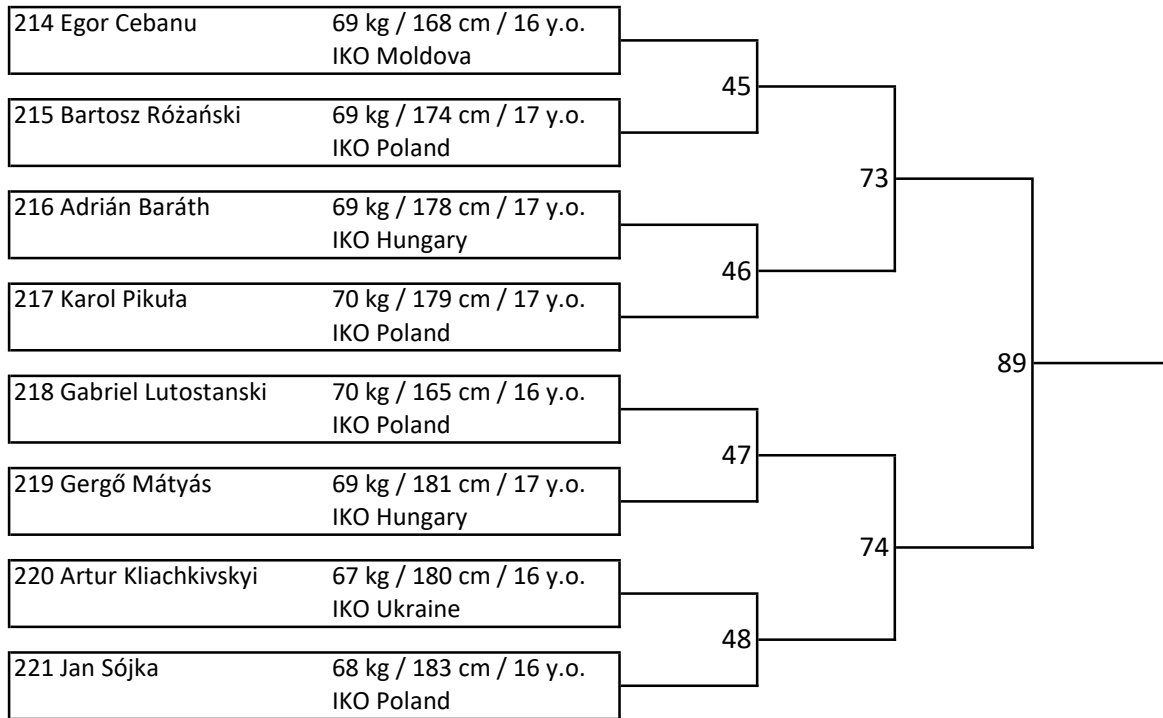 214 Egor Cebanu 69 kg / 168 cm / 16 y.o.
IKO Moldova
45
215 Bartosz Różański 69 kg / 174 cm / 17 y.o.
IKO Poland
73
216 Adrián Baráth 69 kg / 178 cm / 17 y.o.
IKO Hungary
46
217 Karol Pikuła 70 kg / 179 cm / 17 y.o.
IKO Poland
89
218 Gabriel Lutostanski 70 kg / 165 cm / 16 y.o.
IKO Poland
47
219 Gergő Mátyás 69 kg / 181 cm / 17 y.o.
IKO Hungary
74
220 Artur Kliachkivskyi 67 kg / 180 cm / 16 y.o.
IKO Ukraine
48
221 Jan Sójka 68 kg / 183 cm / 16 y.o.
IKO Poland